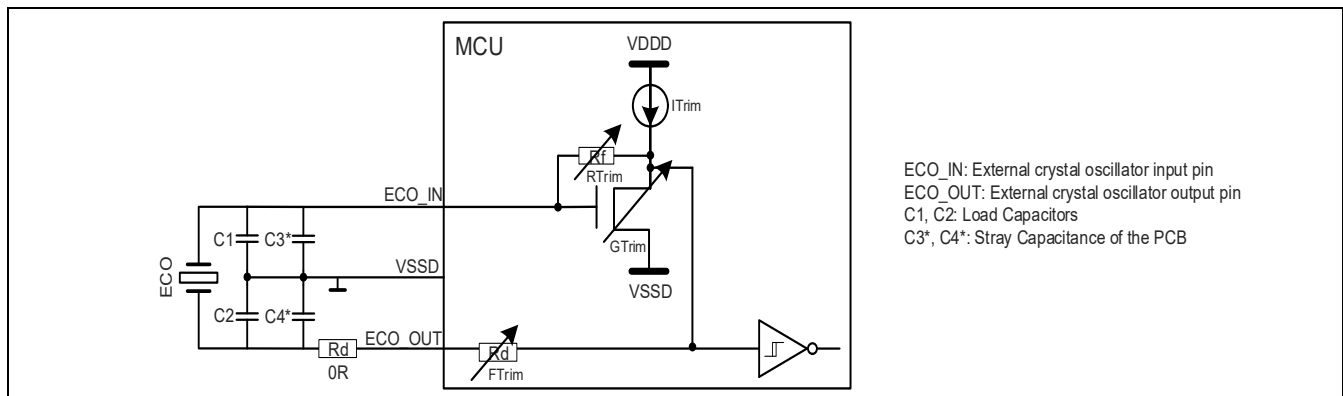 MCU
VDDD
ITrim
Rf
RTrim
ECO_IN
C1
C3*
GTrim
VSSD
VSSD
ECO
C2
C4*
ECO_OUT
Rd
0R
Rd
FTrim
ECO_IN: External crystal oscillator input pin
ECO_OUT: External crystal oscillator output pin
C1, C2: Load Capacitors
C3*, C4*: Stray Capacitance of the PCB